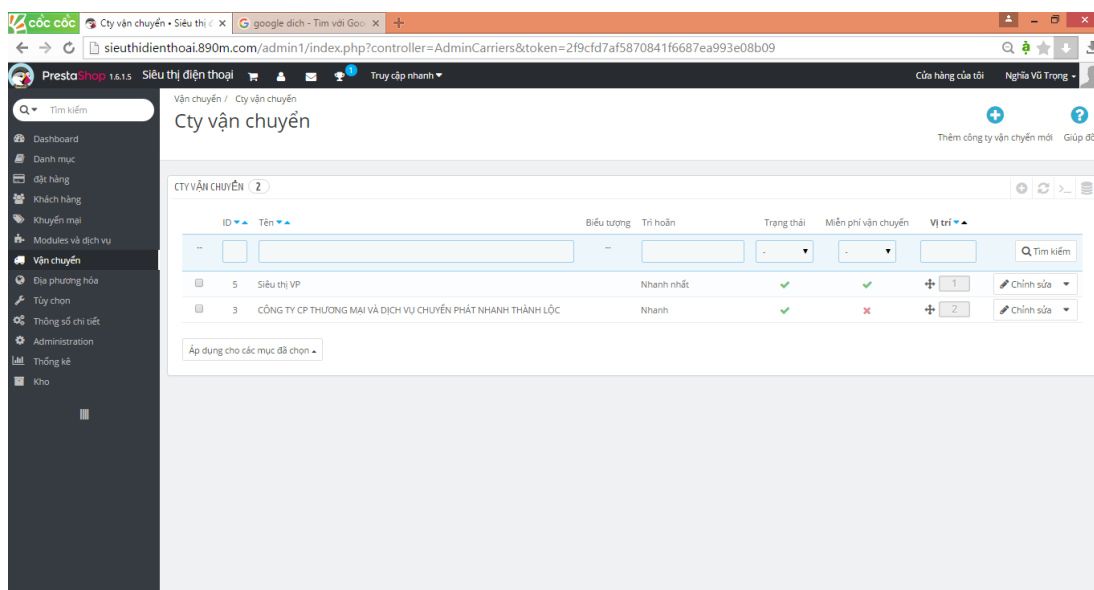 cốc cốc Cty vận chuyển • Siêu thị đ x G google dich - Tìm với Goo x
sieuthidienthoai.890m.com/admin1/index.php?controller=AdminCarriers&token=2f9cfd7af5870841f6687ea993e08b09
PrestaShop 1.6.1.5 Siêu thị điện thoại 1 Truy cập nhanh Cửa hàng của tôi Nghĩa Vũ Trọng
Tìm kiếm
Dashboard
Danh mục
đặt hàng
Khách hàng
Khuyến mại
Modules và dịch vụ
Vận chuyển
Địa phương hóa
Tùy chọn
Thông số chi tiết
Administration
Thống kê
Kho
Vận chuyển / Cty vận chuyển
Cty vận chuyển
Thêm công ty vận chyển mới Giúp đỡ
CTY VẬN CHUYỂN 2
ID Tên Biểu tượng Trì hoãn Trạng thái Miễn phí vận chuyển Vị trí
-- -- - - Tìm kiếm
5 Siêu thị VP Nhanh nhất 1 Chỉnh sửa
3 CÔNG TY CP THƯƠNG MẠI VÀ DỊCH VỤ CHUYỂN PHÁT NHANH THÀNH LỘC Nhanh 2 Chỉnh sửa
Áp dụng cho các mục đã chọn